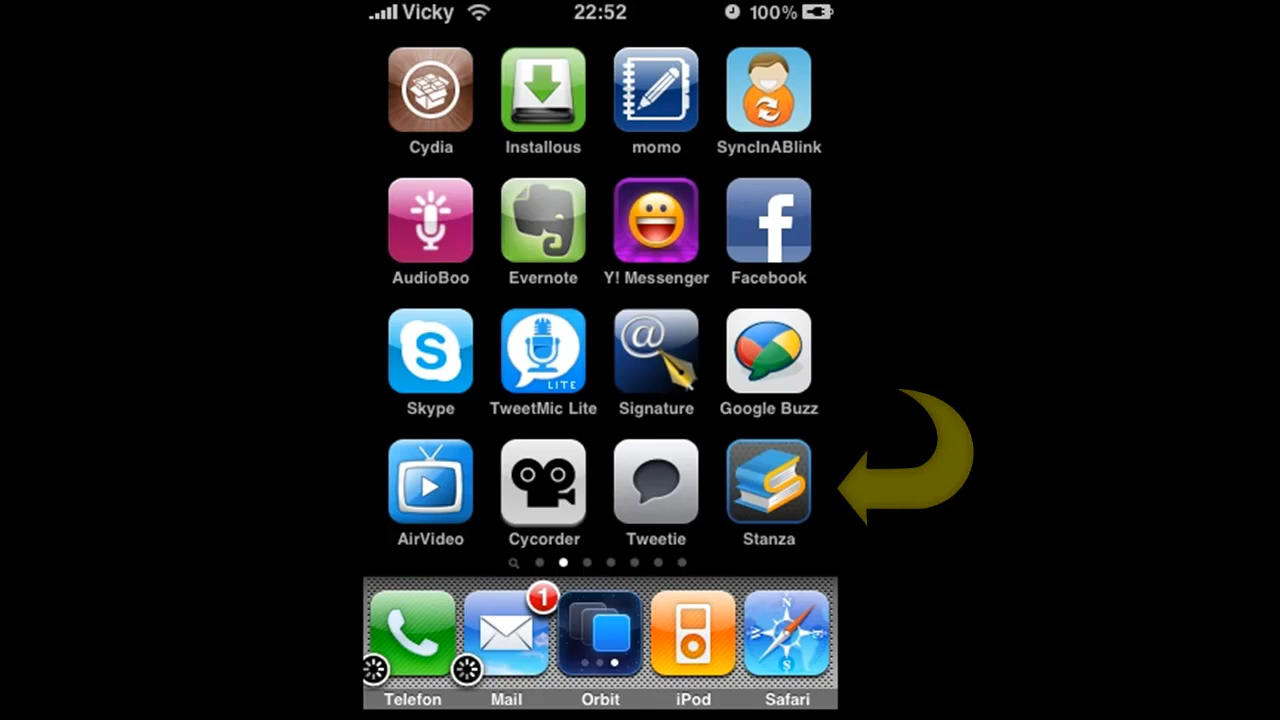 Vicky 22:52 100%
Cydia Installous momo SyncInABlink
AudioBoo Evernote Y! Messenger Facebook
S LITE @
Skype TweetMic Lite Signature Google Buzz
AirVideo Cycorder Tweetie Stanza
1
N
W E
S
Telefon Mail Orbit iPod Safari